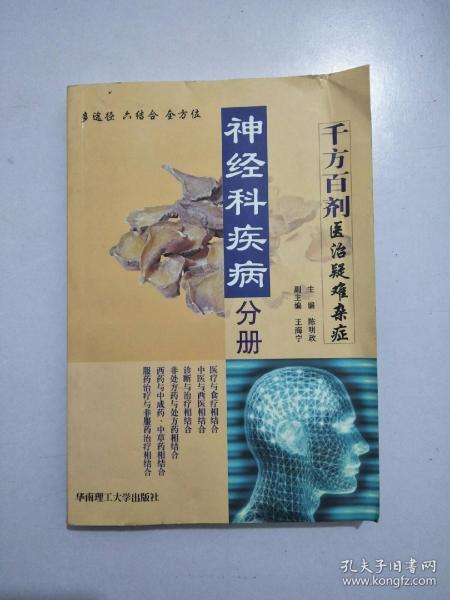 多途径 六结合 全方位
千方百剂医治疑难杂症
主编 陈明政
副主编 王海宁
神经科疾病分册
医疗与食疗相结合
中医与西医相结合
诊断与治疗相结合
非处方药与处方药相结合
西药与中成药、中草药相结合
服药治疗与非服药治疗相结合
华南理工大学出版社
孔夫子旧书网
www.kongfz.com